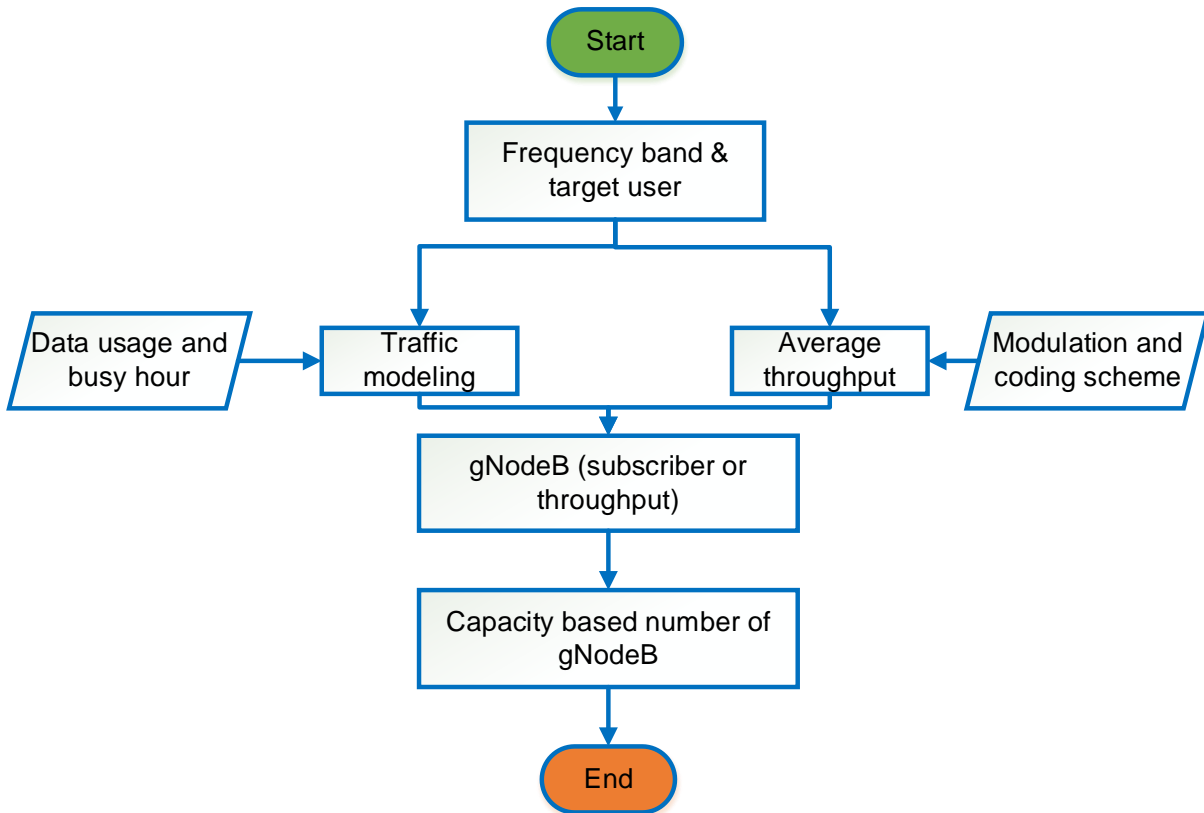 Start
Frequency band &
target user
Data usage and
busy hour
Traffic
modeling
Average
throughput
Modulation and
coding scheme
gNodeB (subscriber or
throughput)
Capacity based number of
gNodeB
End